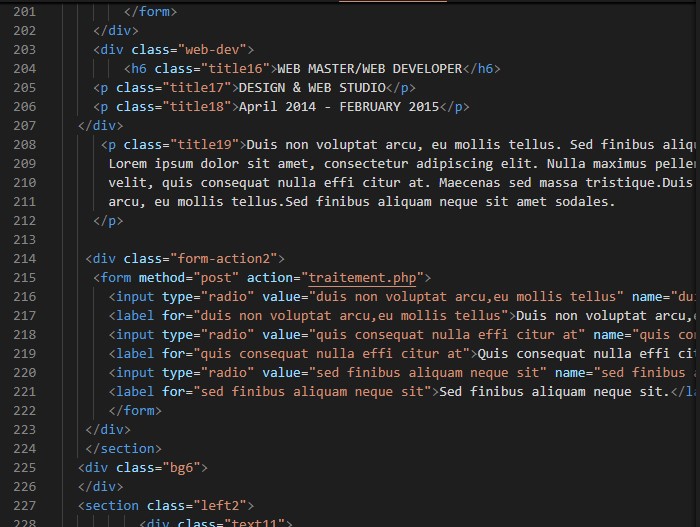 201 </form>
202 </div>
203 <div class="web-dev">
204 <h6 class="title16">WEB MASTER/WEB DEVELOPER</h6>
205 <p class="title17">DESIGN & WEB STUDIO</p>
206 <p class="title18">April 2014 - FEBRUARY 2015</p>
207 </div>
208 <p class="title19">Duis non voluptat arcu, eu mollis tellus. Sed finibus aliqu
209 Lorem ipsum dolor sit amet, consectetur adipiscing elit. Nulla maximus peller
210 velit, quis consequat nulla effi citur at. Maecenas sed massa tristique.Duis
211 arcu, eu mollis tellus.Sed finibus aliquam neque sit amet sodales.
212 </p>
213
214 <div class="form-action2">
215 <form method="post" action="traitement.php">
216 <input type="radio" value="duis non voluptat arcu,eu mollis tellus" name="du
217 <label for="duis non voluptat arcu,eu mollis tellus">Duis non voluptat arcu,
218 <input type="radio" value="quis consequat nulla effi citur at" name="quis co
219 <label for="quis consequat nulla effi citur at">Quis consequat nulla effi cit
220 <input type="radio" value="sed finibus aliquam neque sit" name="sed finibus
221 <label for="sed finibus aliquam neque sit">Sed finibus aliquam neque sit.</la
222 </form>
223 </div>
224 </section>
225 <div class="bg6">
226 </div>
227 <section class="left2">
228 <div class="text11">